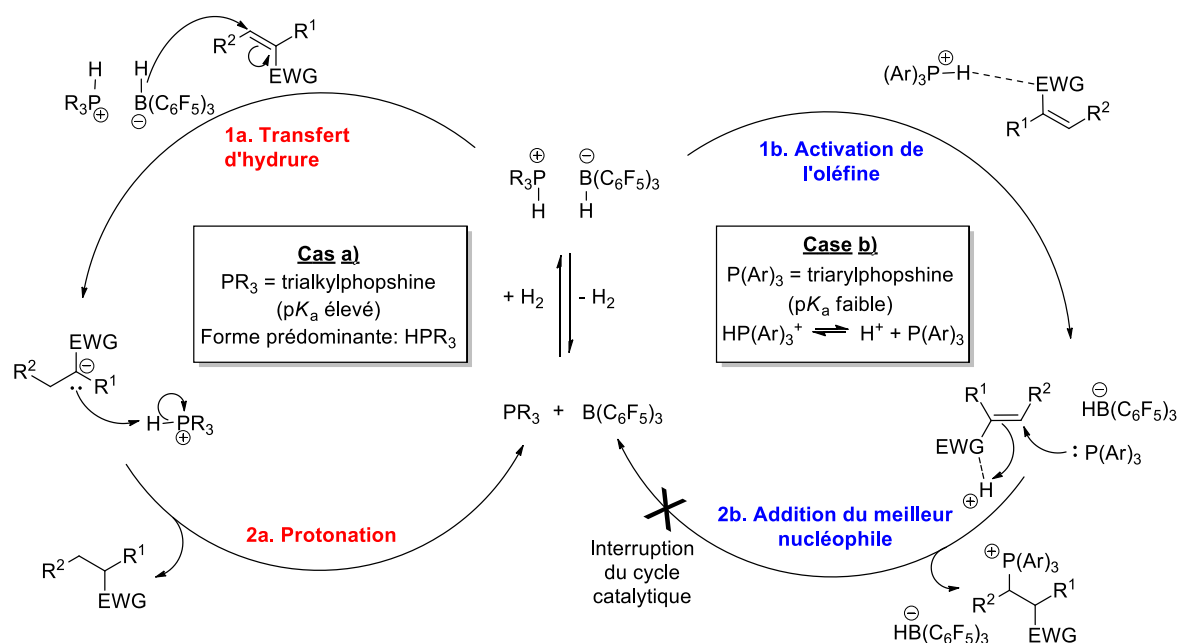 H H
R3P B(C6F5)3
⊕ ⊖
R2 R1
EWG
1a. Transfert
d'hydrure
(Ar)3P-H
⊕
EWG
R1 R2
1b. Activation de
l'oléfine
⊕ ⊖
R3P B(C6F5)3
H H
Cas a)
PR3 = trialkylphopshine
(pKa élevé)
Forme prédominante: HPR3
+ H2 - H2
Case b)
P(Ar)3 = triarylphopshine
(pKa faible)
HP(Ar)3+ ⇌ H+ + P(Ar)3
EWG
R2 ⊖ R1
••
H-PR3
⊕
PR3 + B(C6F5)3
R1 R2
EWG
H
⊕
⊖
HB(C6F5)3
: P(Ar)3
2a. Protonation
R2 R1
EWG
Interruption
du cycle
catalytique
2b. Addition du meilleur
nucléophile
⊕
P(Ar)3
R2 R1
EWG
⊖
HB(C6F5)3